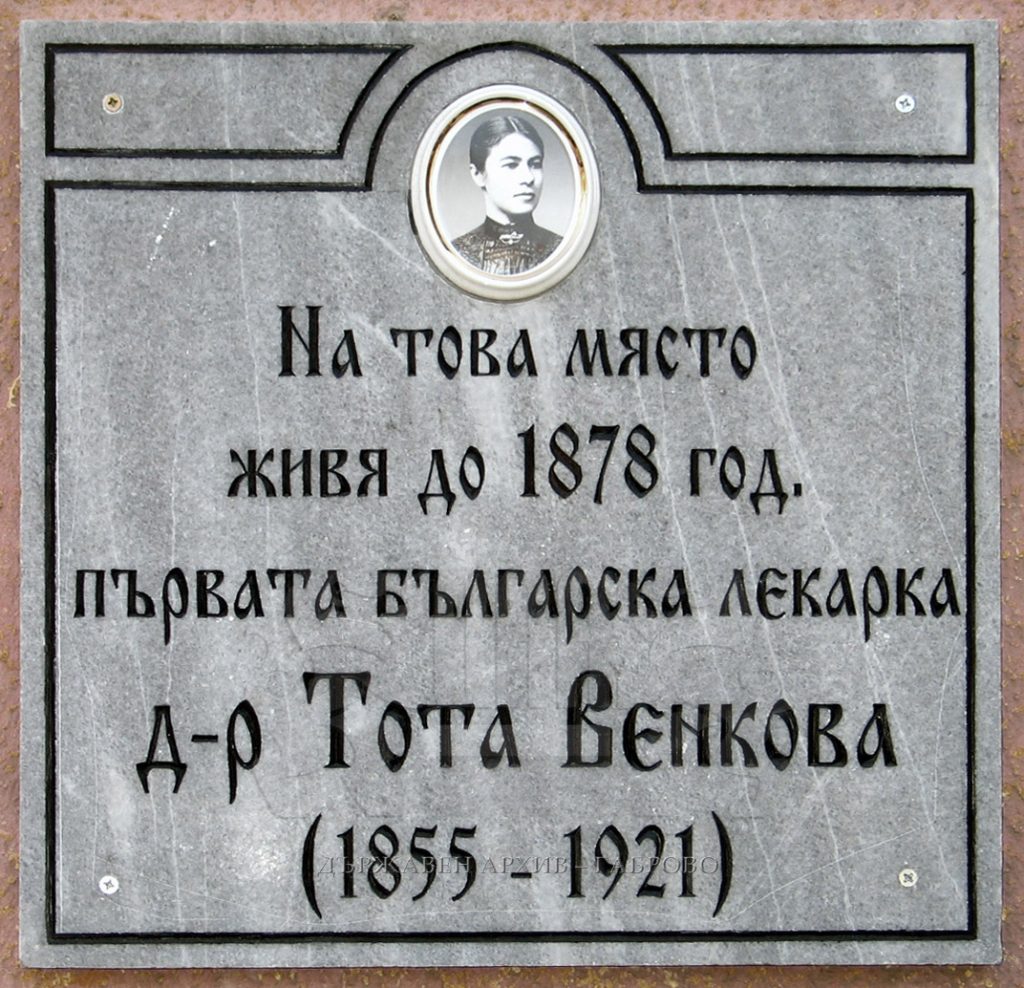 На това място
живя до 1878 год.
първата българска лекарка
д-р Тота Венкова
(1855 - 1921)
ДЪРЖАВЕН АРХИВ - ГАБРОВО